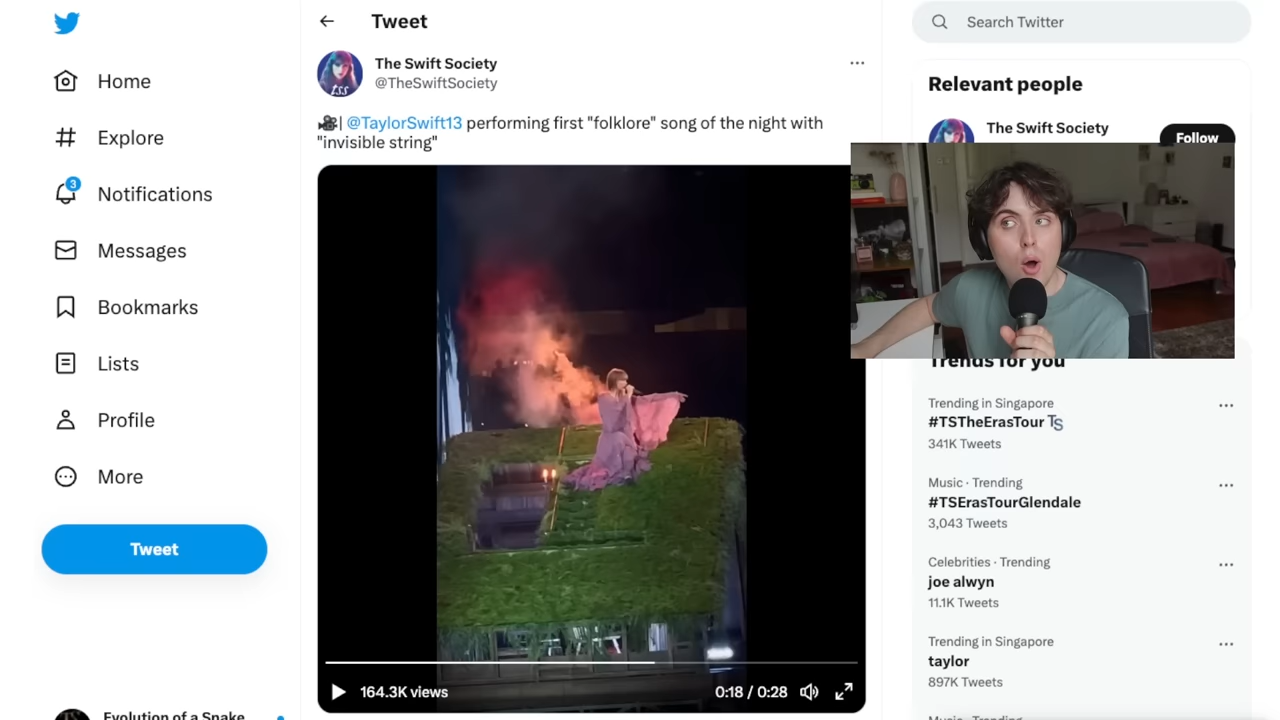 Tweet
Search Twitter
Home
Explore
Notifications
3
Messages
Bookmarks
Lists
Profile
More
Tweet
Evolution of a Snake
The Swift Society
@TheSwiftSociety
| @TaylorSwift13 performing first "folklore" song of the night with
"invisible string"
164.3K views
0:18 / 0:28
Relevant people
The Swift Society
Follow
Trends for you
Trending in Singapore
#TSTheErasTour TS
341K Tweets
Music · Trending
#TSErasTourGlendale
3,043 Tweets
Celebrities · Trending
joe alwyn
11.1K Tweets
Trending in Singapore
taylor
897K Tweets
Music · Trending